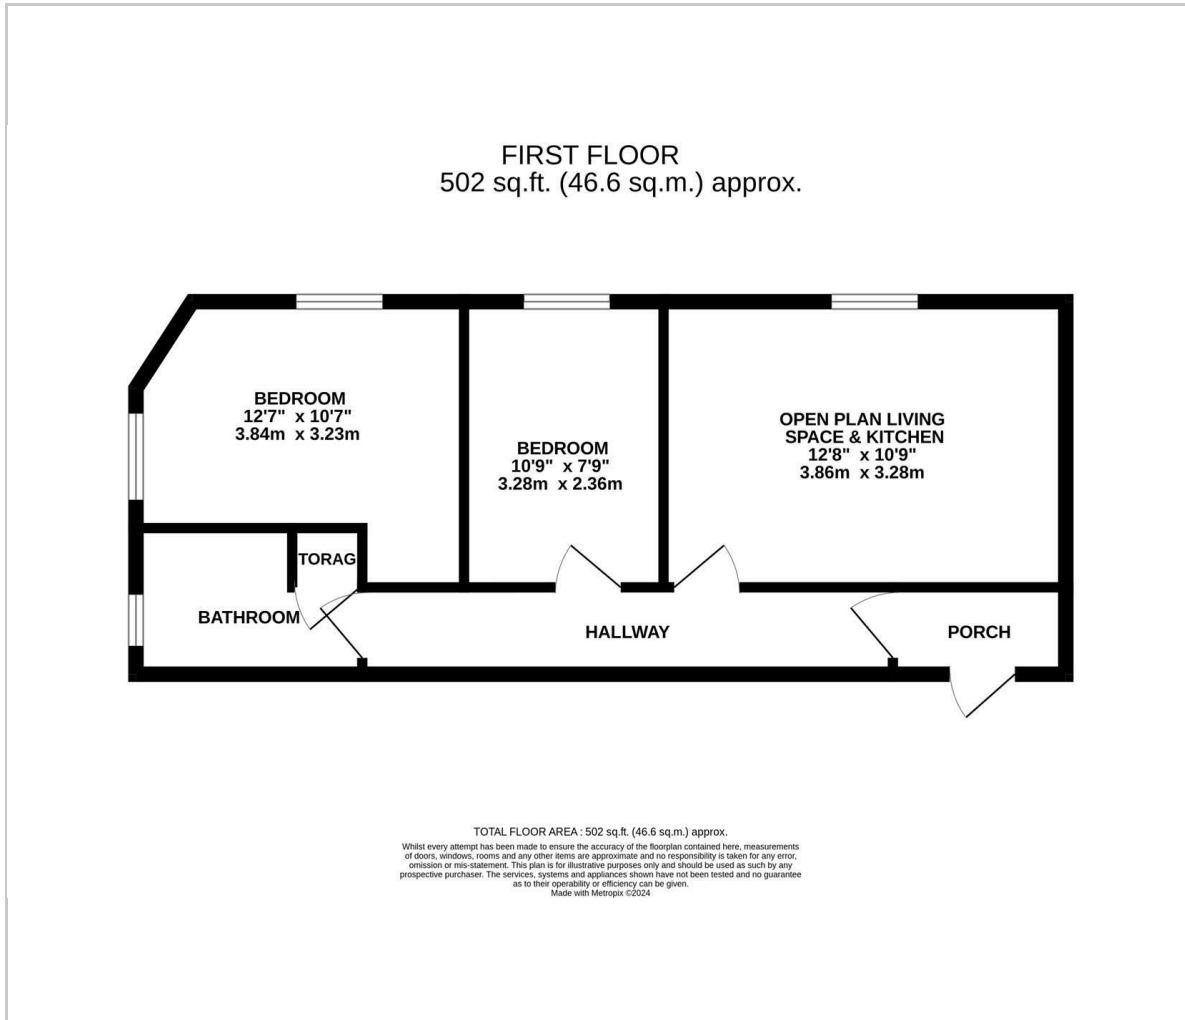 FIRST FLOOR
502 sq.ft. (46.6 sq.m.) approx.
BEDROOM
12'7" x 10'7"
3.84m x 3.23m
BEDROOM
10'9" x 7'9"
3.28m x 2.36m
OPEN PLAN LIVING
SPACE & KITCHEN
12'8" x 10'9"
3.86m x 3.28m
TORAG
BATHROOM
HALLWAY
PORCH
TOTAL FLOOR AREA : 502 sq.ft. (46.6 sq.m.) approx.
Whilst every attempt has been made to ensure the accuracy of the floorplan contained here, measurements
of doors, windows, rooms and any other items are approximate and no responsibility is taken for any error,
omission or mis-statement. This plan is for illustrative purposes only and should be used as such by any
prospective purchaser. The services, systems and appliances shown have not been tested and no guarantee
as to their operability or efficiency can be given.
Made with Metropix ©2024